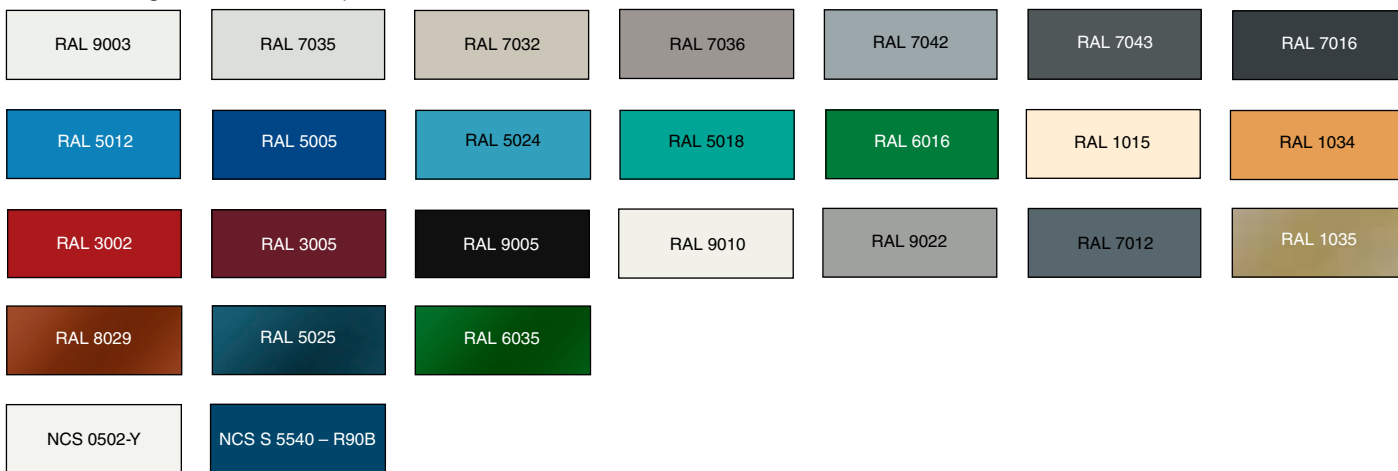 RAL 9003
RAL 7035
RAL 7032
RAL 7036
RAL 7042
RAL 7043
RAL 7016
RAL 5012
RAL 5005
RAL 5024
RAL 5018
RAL 6016
RAL 1015
RAL 1034
RAL 3002
RAL 3005
RAL 9005
RAL 9010
RAL 9022
RAL 7012
RAL 1035
RAL 8029
RAL 5025
RAL 6035
NCS 0502-Y
NCS S 5540 – R90B